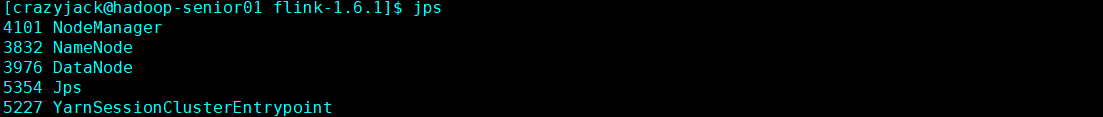 [crazyjack@hadoop-senior01 flink-1.6.1]$ jps
4101 NodeManager
3832 NameNode
3976 DataNode
5354 Jps
5227 YarnSessionClusterEntrypoint